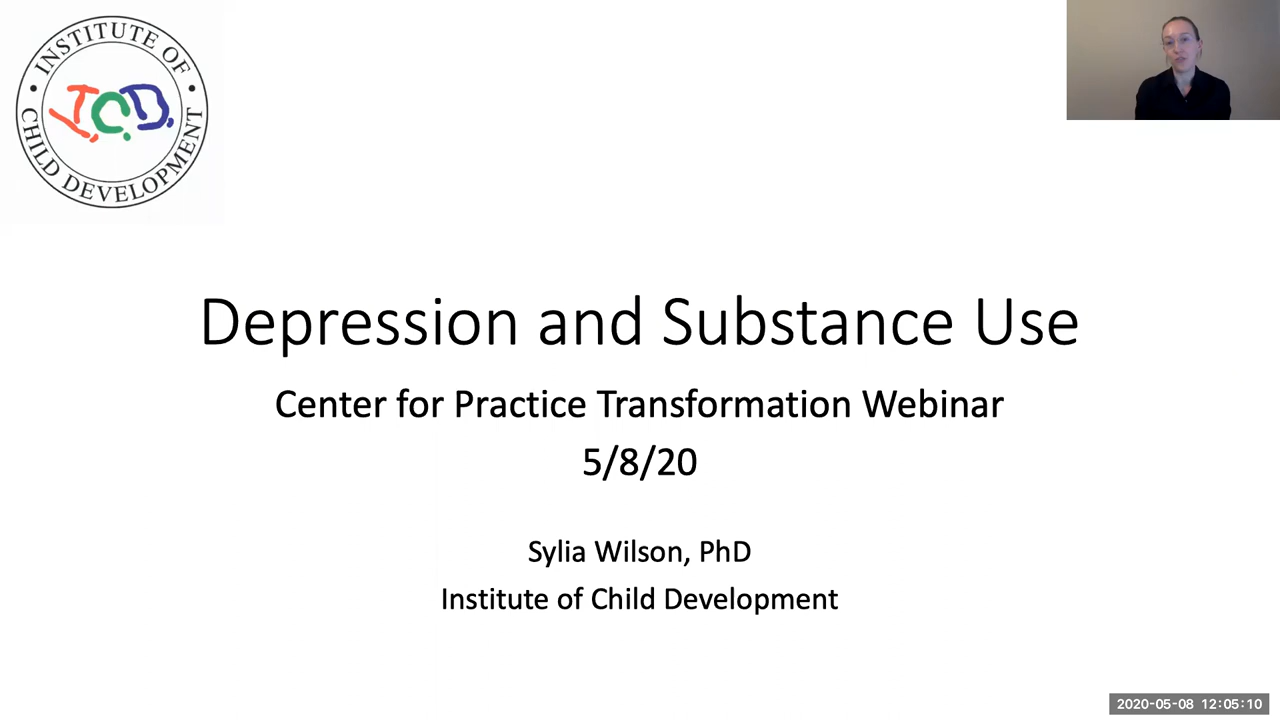 INSTITUTE OF
I.C.D.
CHILD DEVELOPMENT
Depression and Substance Use
Center for Practice Transformation Webinar
5/8/20
Sylia Wilson, PhD
Institute of Child Development
2020-05-08 12:05:10